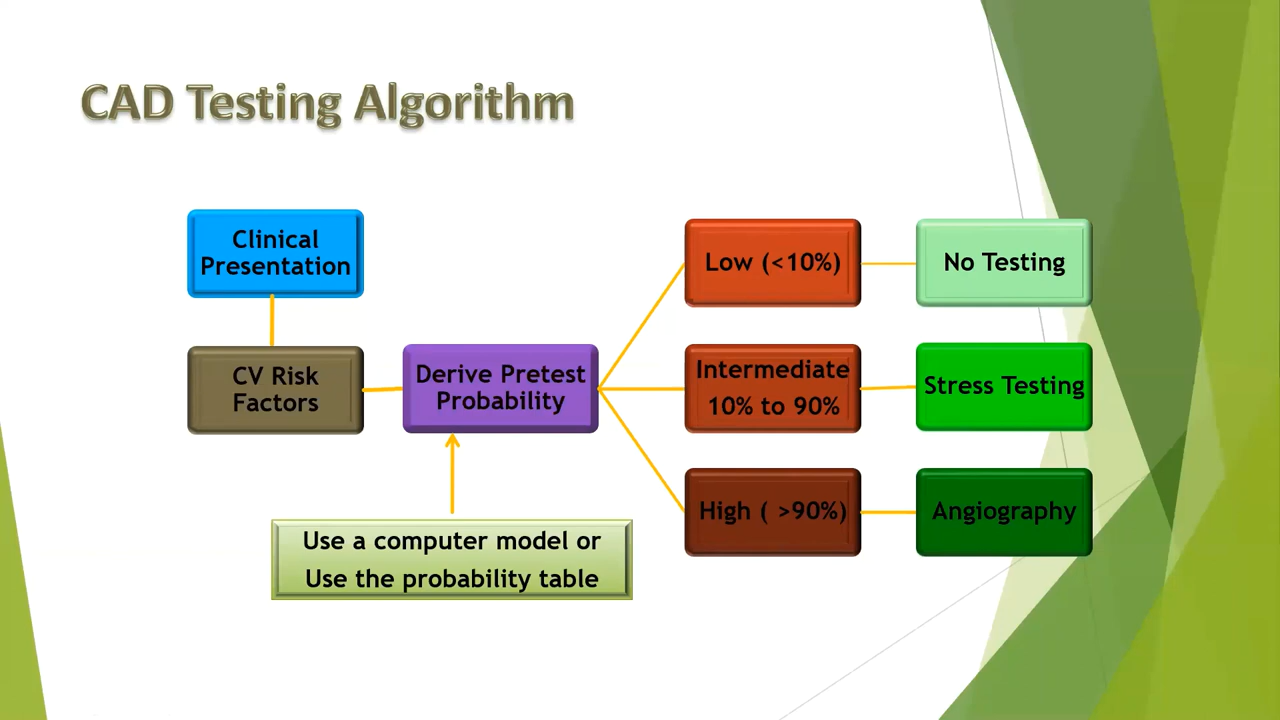 CAD Testing Algorithm
Clinical
Presentation
CV Risk
Factors
Derive Pretest
Probability
Use a computer model or
Use the probability table
Low (<10%)
No Testing
Intermediate
10% to 90%
Stress Testing
High ( >90%)
Angiography